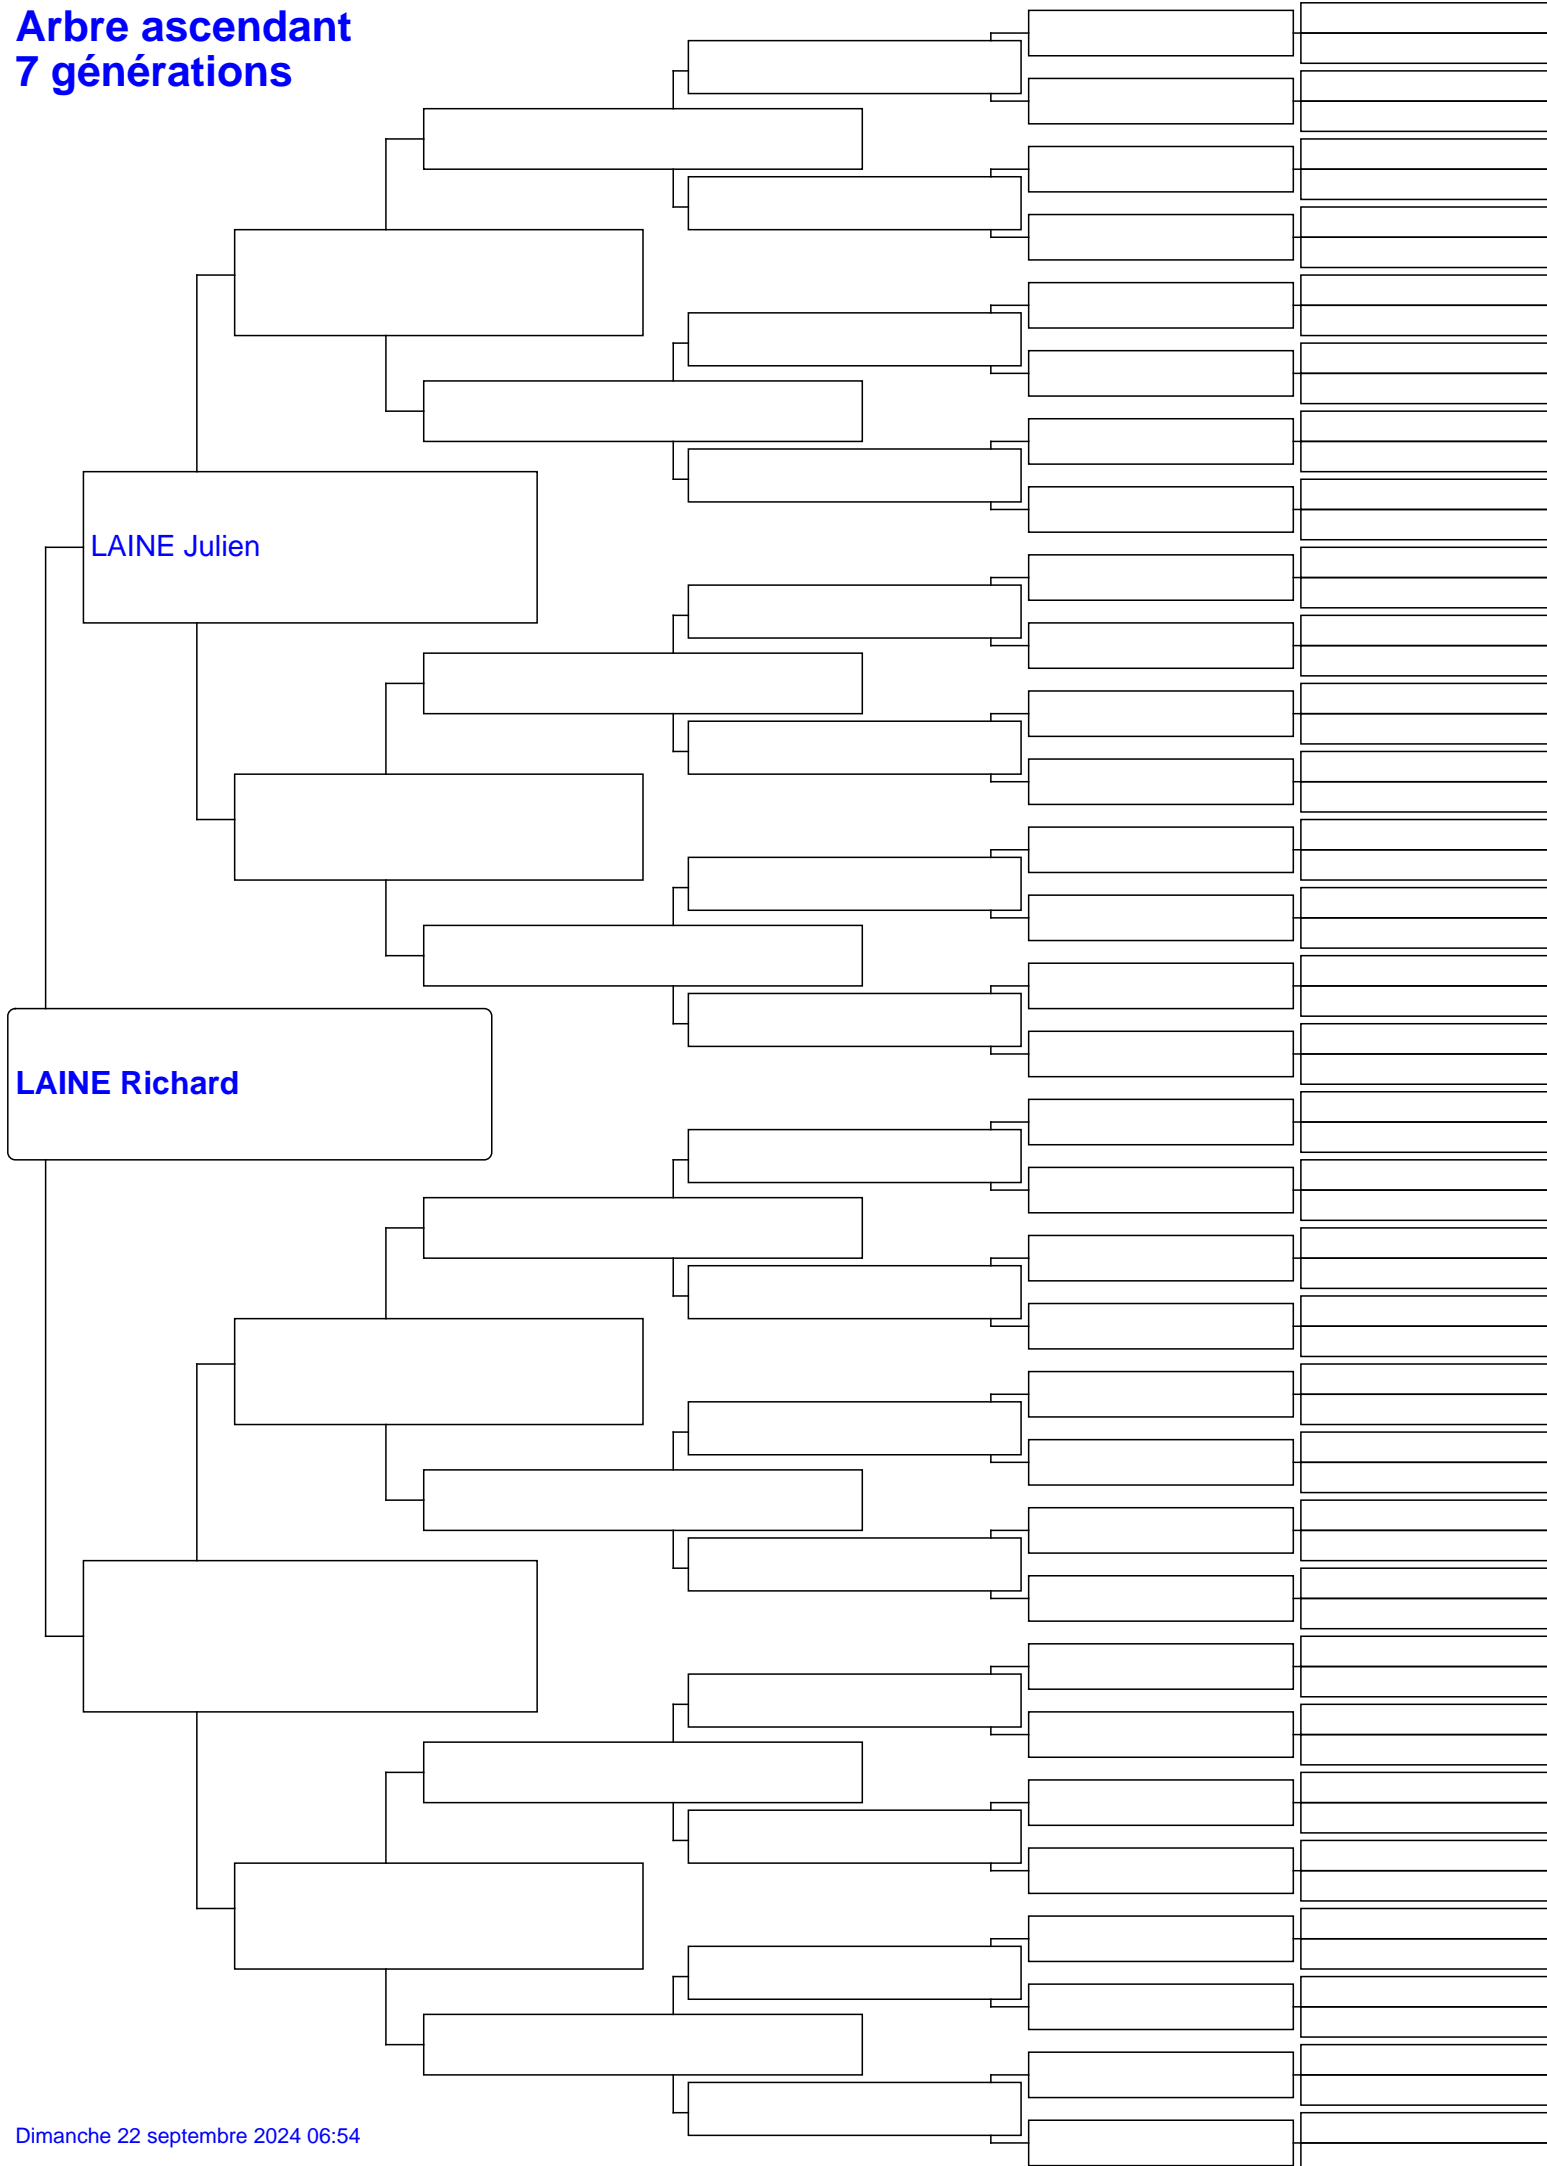 Arbre ascendant
7 générations
LAINE Julien
LAINE Richard
Dimanche 22 septembre 2024 06:54